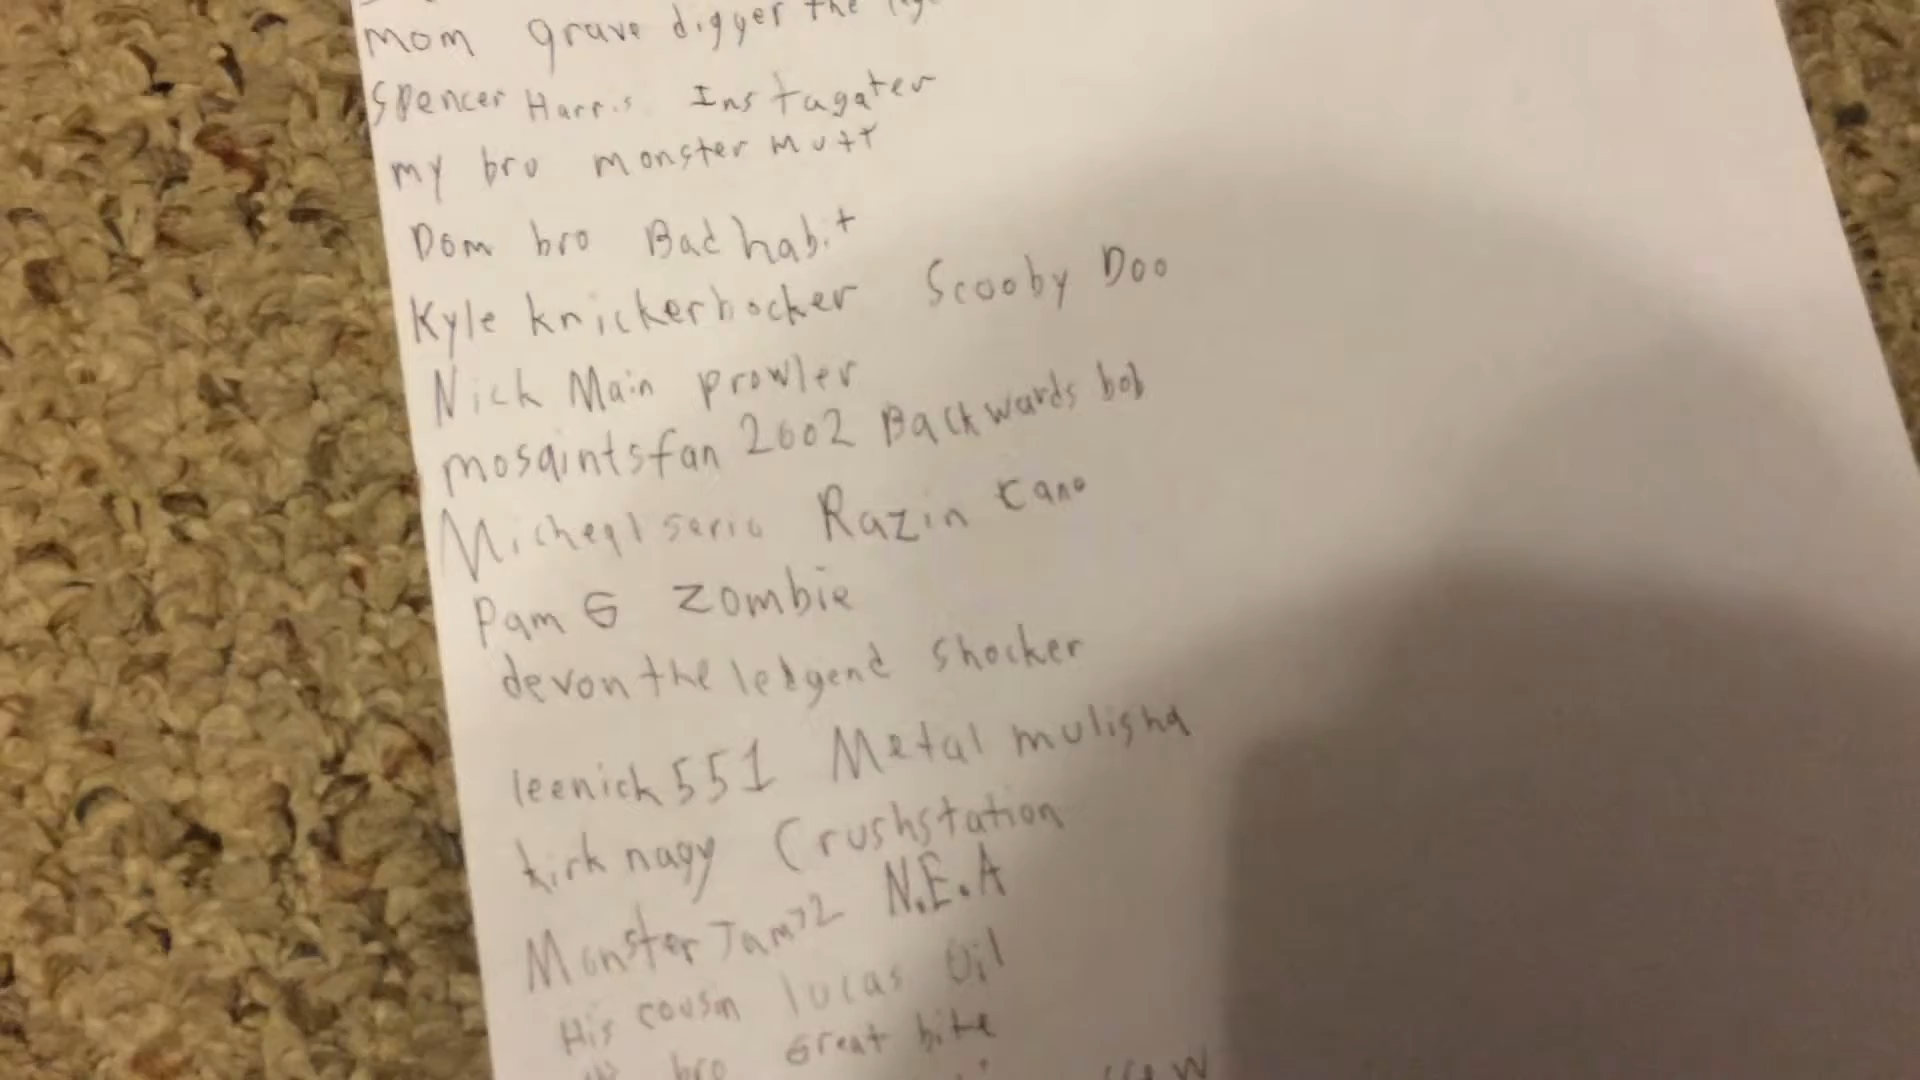 mom grave digger the
Spencer Harris Instagater
my bro monster mutt
Dom bro Bad habit
Kyle knickerbocker Scooby Doo
Nick Main prowler
mosaintsfan 2002 Backwards bob
Micheal serio Razin cane
Pam G Zombie
devon the ledgend Shocker
leenick551 Metal mulisha
kirk nagy Crushstation
Monster Jam72 N.E.A
His cousin lucas Oil
bro Great bite